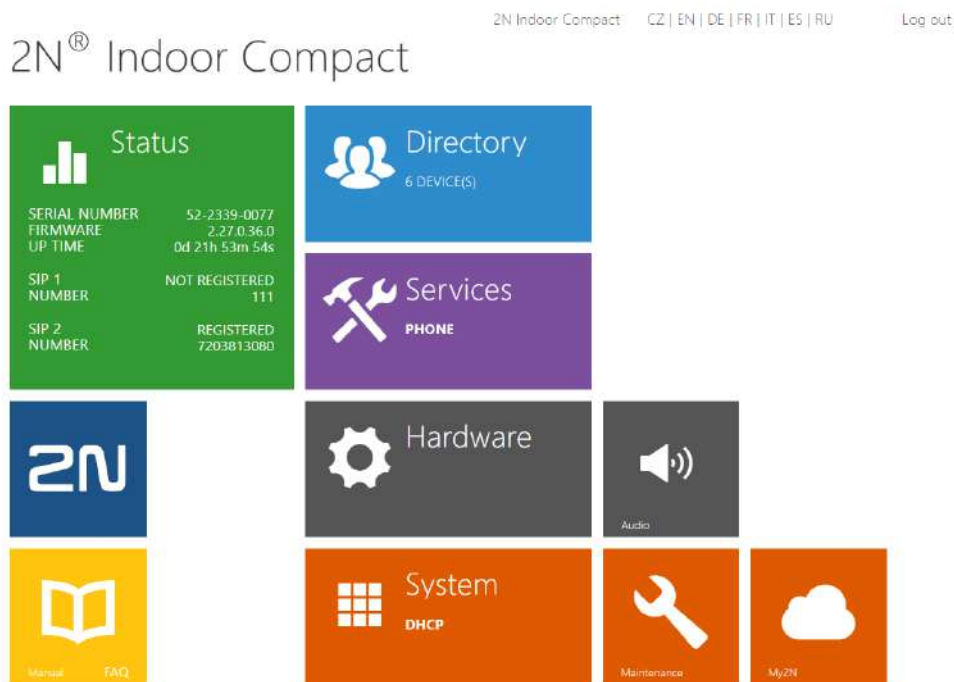 2N Indoor Compact CZ | EN | DE | FR | IT | ES | RU Log out
2N® Indoor Compact
Status
SERIAL NUMBER 52-2339-0077
FIRMWARE 2.27.0.36.0
UP TIME 0d 21h 53m 54s
SIP 1 NOT REGISTERED
NUMBER 111
SIP 2 REGISTERED
NUMBER 7203813080
Directory
6 DEVICE(S)
Services
PHONE
2N
Hardware
Audio
Manual FAQ
System
DHCP
Maintenance
My2N